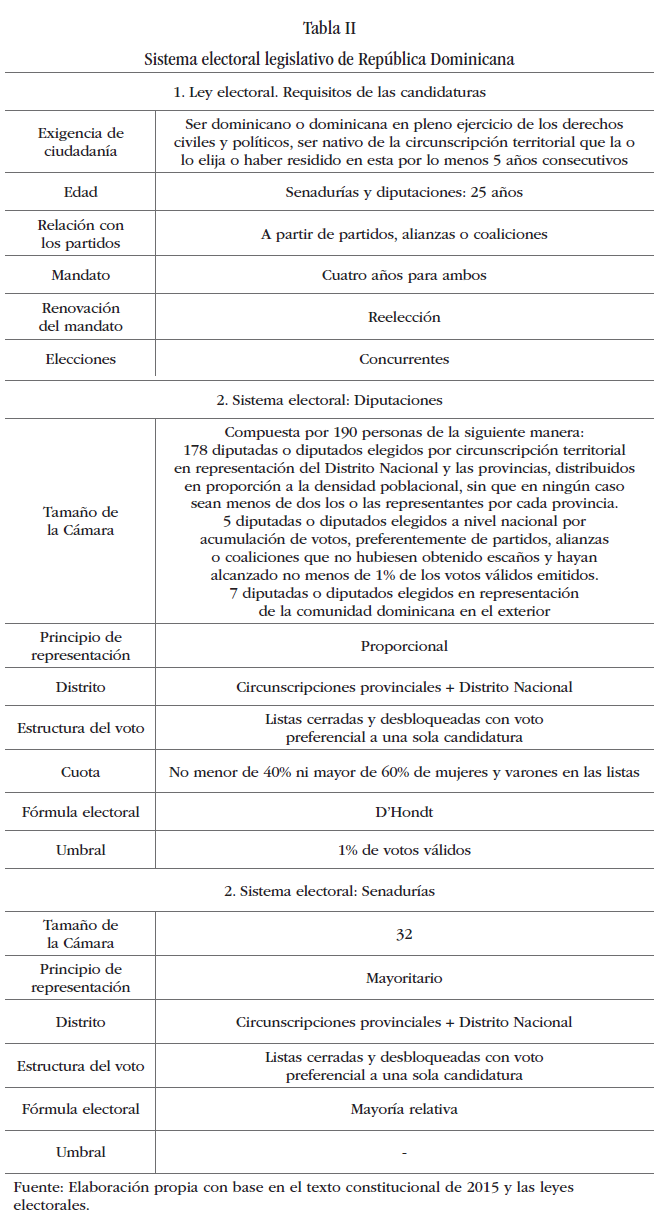 Tabla II
Sistema electoral legislativo de República Dominicana
1. Ley electoral. Requisitos de las candidaturas
Exigencia de
ciudadanía
Ser dominicano o dominicana en pleno ejercicio de los derechos
civiles y políticos, ser nativo de la circunscripción territorial que la o
lo elija o haber residido en esta por lo menos 5 años consecutivos
Edad
Senadurías y diputaciones: 25 años
Relación con
los partidos
A partir de partidos, alianzas o coaliciones
Mandato
Cuatro años para ambos
Renovación
del mandato
Reelección
Elecciones
Concurrentes
2. Sistema electoral: Diputaciones
Tamaño de
la Cámara
Compuesta por 190 personas de la siguiente manera:
178 diputadas o diputados elegidos por circunscripción territorial
en representación del Distrito Nacional y las provincias, distribuidos
en proporción a la densidad poblacional, sin que en ningún caso
sean menos de dos los o las representantes por cada provincia.
5 diputadas o diputados elegidos a nivel nacional por
acumulación de votos, preferentemente de partidos, alianzas
o coaliciones que no hubiesen obtenido escaños y hayan
alcanzado no menos de 1% de los votos válidos emitidos.
7 diputadas o diputados elegidos en representación
de la comunidad dominicana en el exterior
Principio de
representación
Proporcional
Distrito
Circunscripciones provinciales + Distrito Nacional
Estructura del voto
Listas cerradas y desbloqueadas con voto
preferencial a una sola candidatura
Cuota
No menor de 40% ni mayor de 60% de mujeres y varones en las listas
Fórmula electoral
D’Hondt
Umbral
1% de votos válidos
2. Sistema electoral: Senadurías
Tamaño de
la Cámara
32
Principio de
representación
Mayoritario
Distrito
Circunscripciones provinciales + Distrito Nacional
Estructura del voto
Listas cerradas y desbloqueadas con voto
preferencial a una sola candidatura
Fórmula electoral
Mayoría relativa
Umbral
-
Fuente: Elaboración propia con base en el texto constitucional de 2015 y las leyes
electorales.